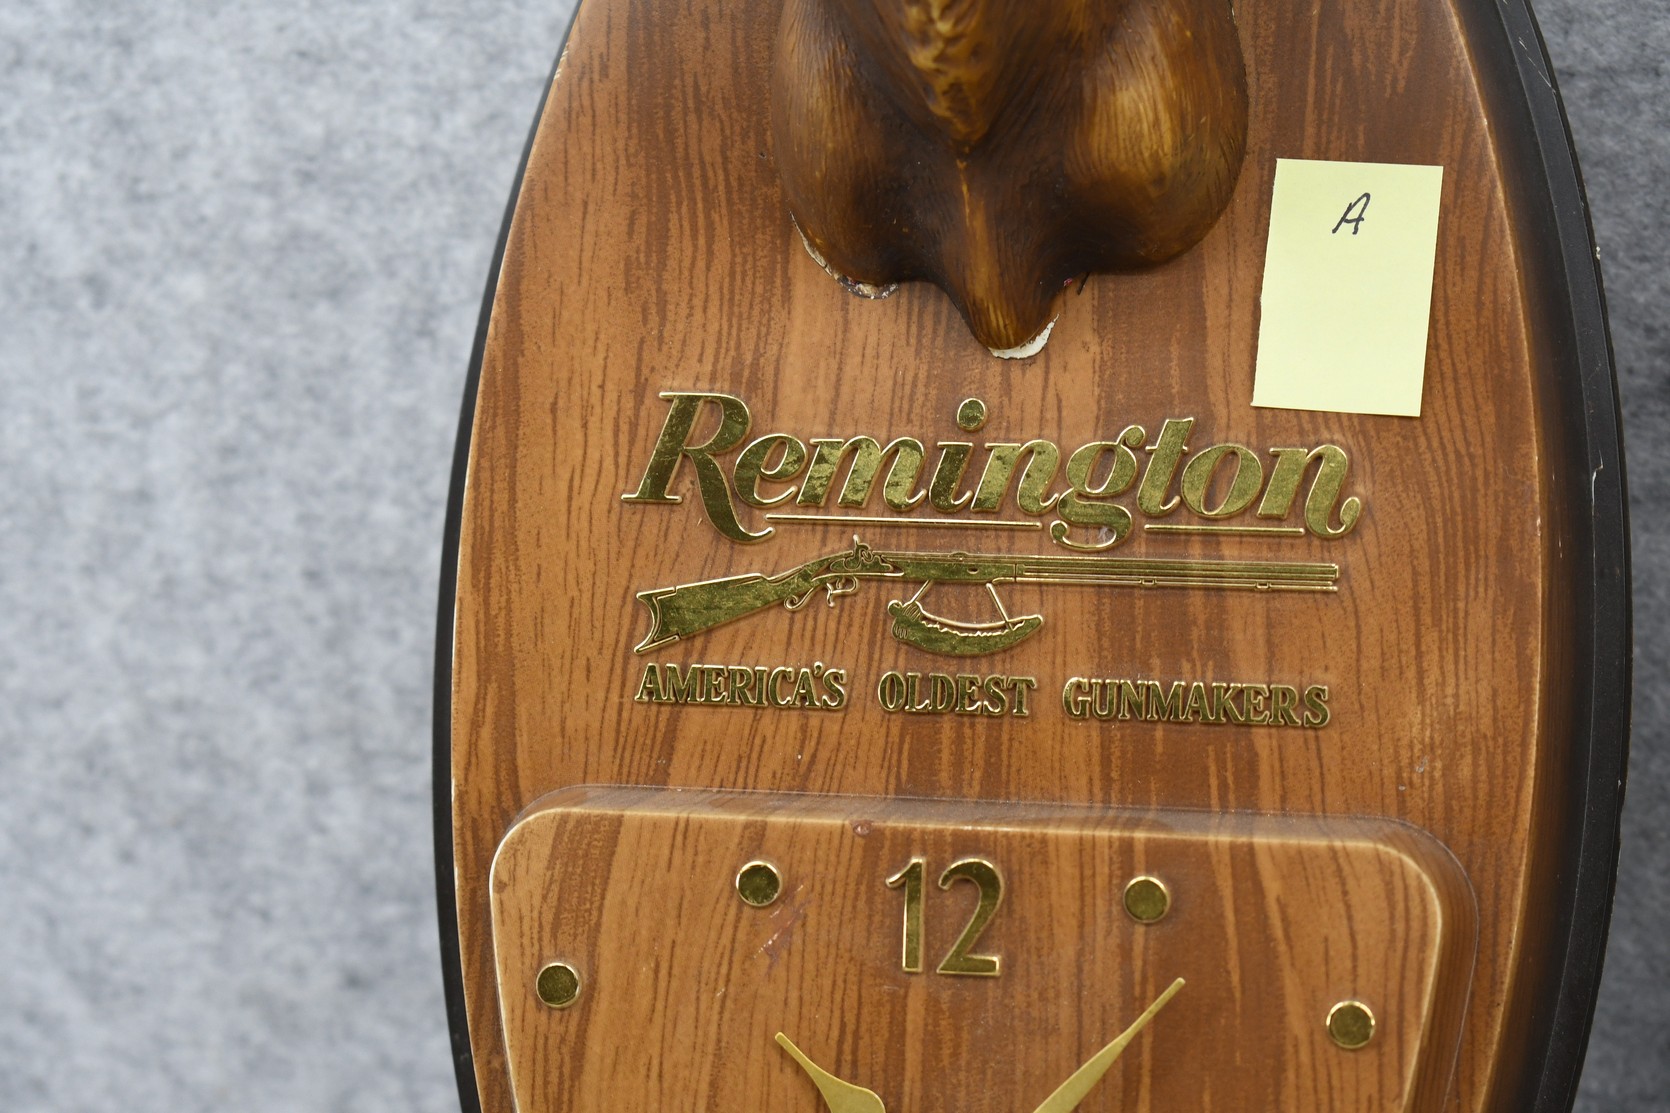 A
Remington
AMERICA'S OLDEST GUNMAKERS
12